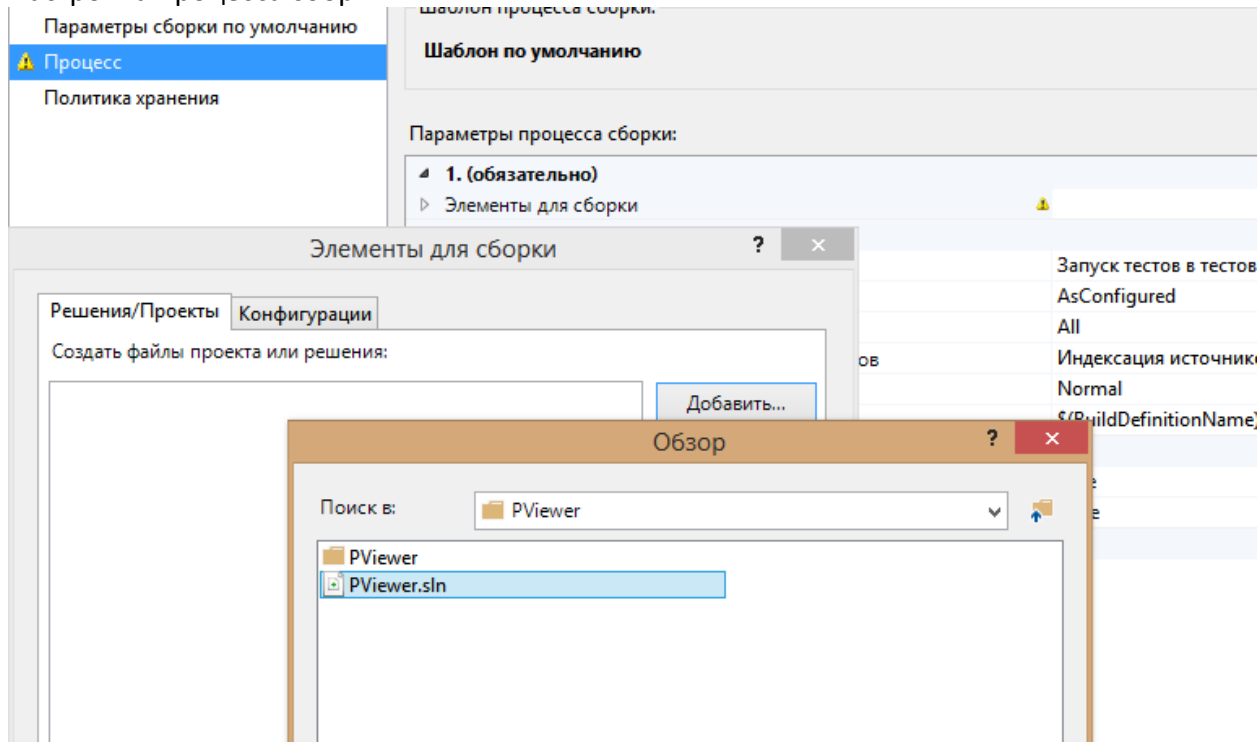 Параметры сборки по умолчанию
Шаблон процесса сборки:
Шаблон по умолчанию
Процесс
Политика хранения
Параметры процесса сборки:
1. (обязательно)
Элементы для сборки
Элементы для сборки ?
Запуск тестов в тестов
AsConfigured
All
ов Индексация источник
Normal
$(BuildDefinitionName)
Решения/Проекты Конфигурации
Создать файлы проекта или решения:
Добавить...
Обзор ?
Поиск в: PViewer
PViewer
PViewer.sln